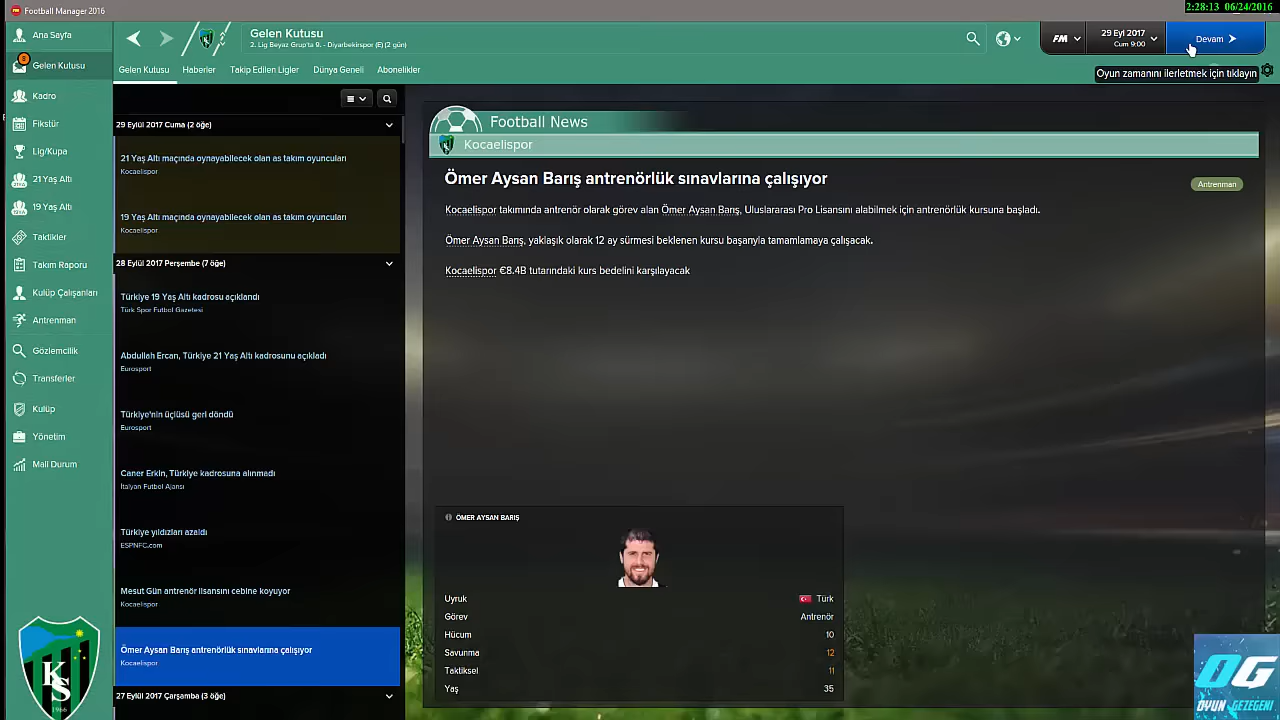 Football Manager 2016
2:28:13 06/24/2016
Ana Sayfa
8
Gelen Kutusu
Kadro
Fikstür
Lig/Kupa
21 Yaş Altı
19 Yaş Altı
Taktikler
Takım Raporu
Kulüp Çalışanları
Antrenman
Gözlemcilik
Transferler
Kulüp
Yönetim
Mali Durum
KS
1966
Gelen Kutusu
2. Lig Beyaz Grup'ta 9. - Diyarbekirspor (E) (2 gün)
FM
29 Eyl 2017
Cum 9:00
Devam
Oyun zamanını ilerletmek için tıklayın
Gelen Kutusu Haberler Takip Edilen Ligler Dünya Geneli Abonelikler
29 Eylül 2017 Cuma (2 öğe)
21 Yaş Altı maçında oynayabilecek olan as takım oyuncuları
Kocaelispor
19 Yaş Altı maçında oynayabilecek olan as takım oyuncuları
Kocaelispor
28 Eylül 2017 Perşembe (7 öğe)
Türkiye 19 Yaş Altı kadrosu açıklandı
Türk Spor Futbol Gazetesi
Abdullah Ercan, Türkiye 21 Yaş Altı kadrosunu açıkladı
Eurosport
Türkiye'nin üçlüsü geri döndü
Eurosport
Caner Erkin, Türkiye kadrosuna alınmadı
İtalyan Futbol Ajansı
Türkiye yıldızları azaldı
ESPNFC.com
Mesut Gün antrenör lisansını cebine koyuyor
Kocaelispor
Ömer Aysan Barış antrenörlük sınavlarına çalışıyor
Kocaelispor
27 Eylül 2017 Çarşamba (3 öğe)
Football News
Kocaelispor
Ömer Aysan Barış antrenörlük sınavlarına çalışıyor
Antrenman
Kocaelispor takımında antrenör olarak görev alan Ömer Aysan Barış, Uluslararası Pro Lisansını alabilmek için antrenörlük kursuna başladı.
Ömer Aysan Barış, yaklaşık olarak 12 ay sürmesi beklenen kursu başarıyla tamamlamaya çalışacak.
Kocaelispor €8.4B tutarındaki kurs bedelini karşılayacak
ÖMER AYSAN BARIŞ
Uyruk Türk
Görev Antrenör
Hücum 10
Savunma 12
Taktiksel 11
Yaş 35
OG
OYUN GEZEGENİ